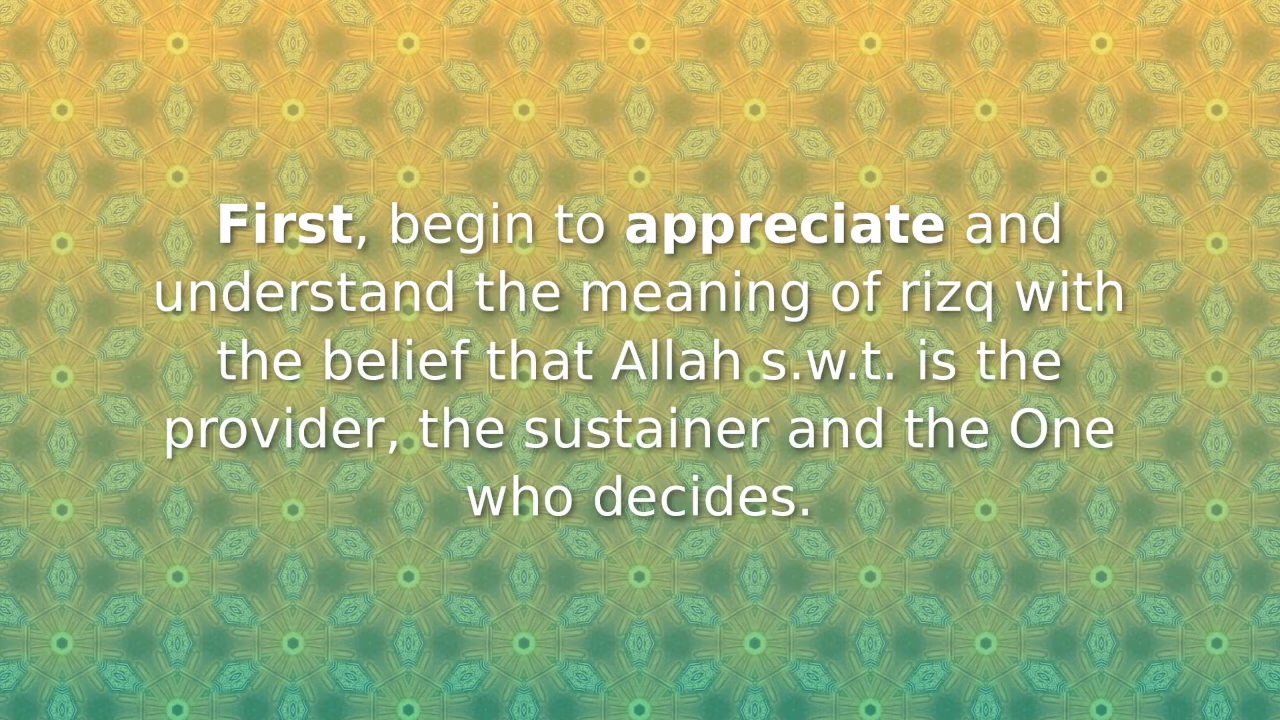 First, begin to appreciate and
understand the meaning of rizq with
the belief that Allah s.w.t. is the
provider, the sustainer and the One
who decides.